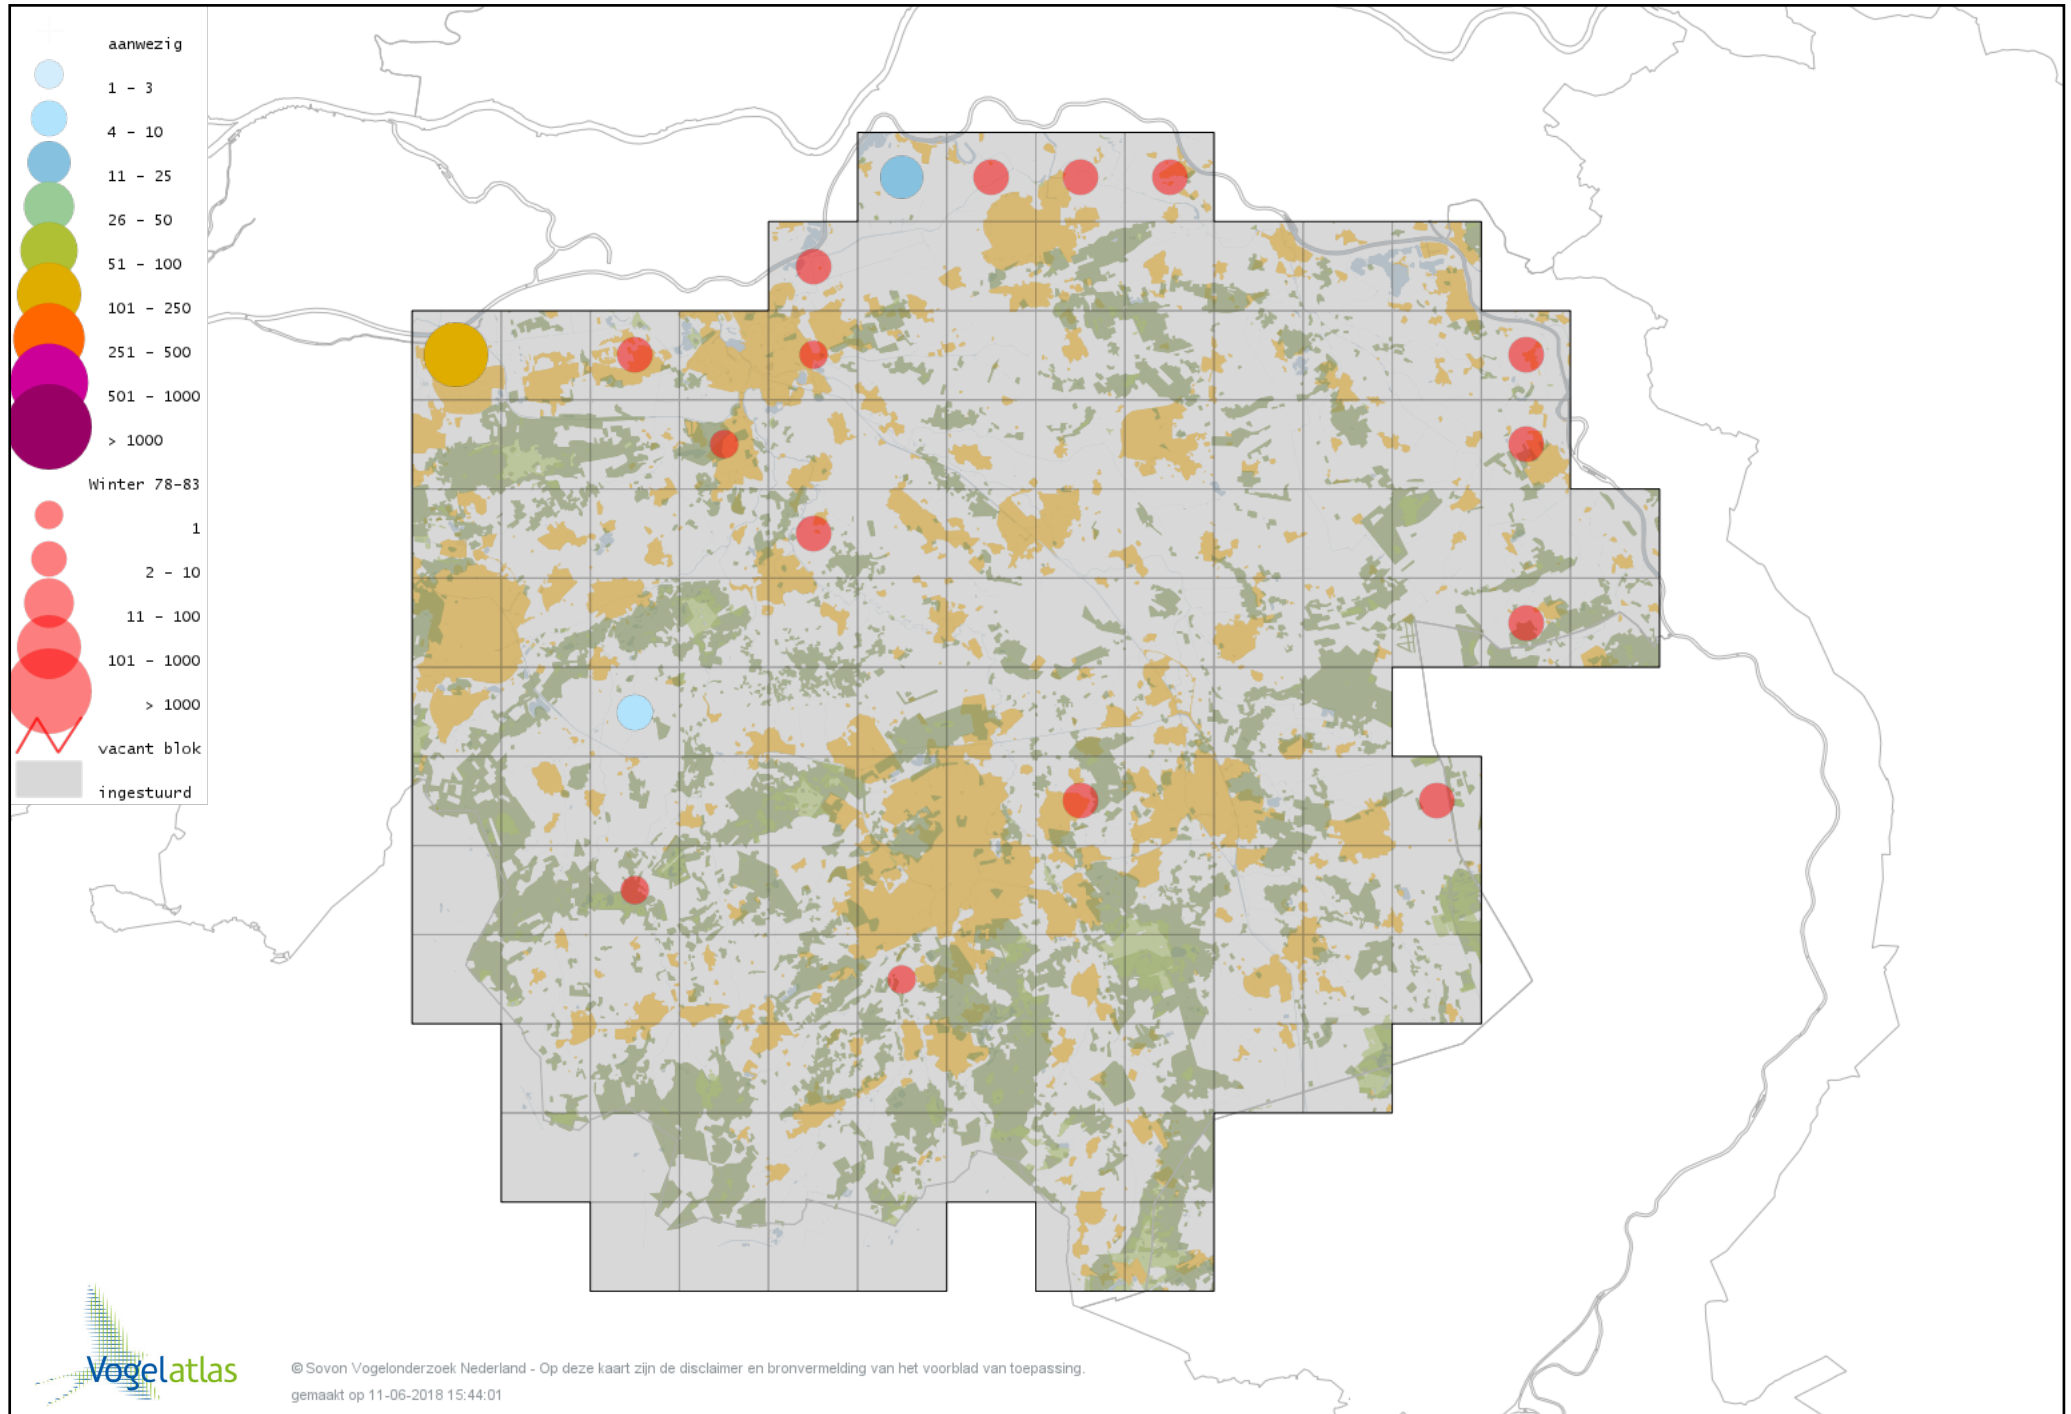 aanwezig
1 - 3
4 - 10
11 - 25
26 - 50
51 - 100
101 - 250
251 - 500
501 - 1000
> 1000
Winter 78-83
1
2 - 10
11 - 100
101 - 1000
> 1000
vacant blok
ingestuurd
Vogelatlas
© Sovon Vogelonderzoek Nederland - Op deze kaart zijn de disclaimer en bronvermelding van het voorblad van toepassing.
gemaakt op 11-06-2018 15:44:01